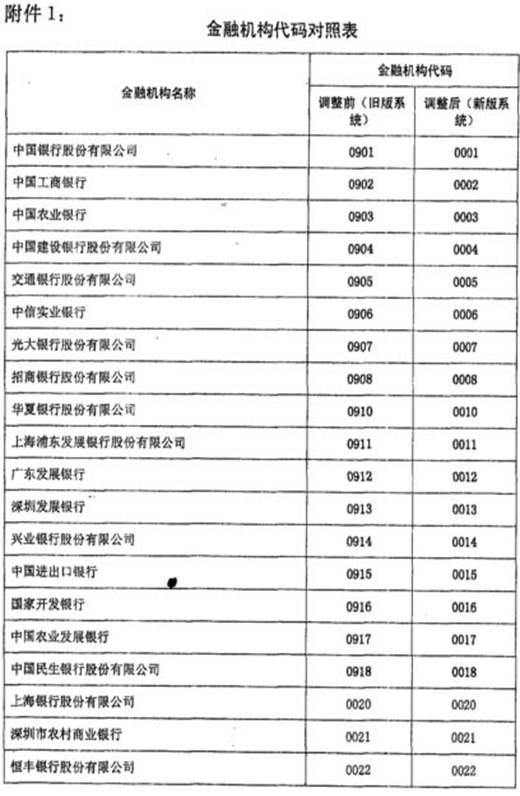 附件1：
金融机构代码对照表
金融机构名称
金融机构代码
调整前（旧版系统）
调整后（新版系统）
中国银行股份有限公司 0901 0001
中国工商银行 0902 0002
中国农业银行 0903 0003
中国建设银行股份有限公司 0904 0004
交通银行股份有限公司 0905 0005
中信实业银行 0906 0006
光大银行股份有限公司 0907 0007
招商银行股份有限公司 0908 0008
华夏银行股份有限公司 0910 0010
上海浦东发展银行股份有限公司 0911 0011
广东发展银行 0912 0012
深圳发展银行 0913 0013
兴业银行股份有限公司 0914 0014
中国进出口银行 0915 0015
国家开发银行 0916 0016
中国农业发展银行 0917 0017
中国民生银行股份有限公司 0918 0018
上海银行股份有限公司 0020 0020
深圳市农村商业银行 0021 0021
恒丰银行股份有限公司 0022 0022